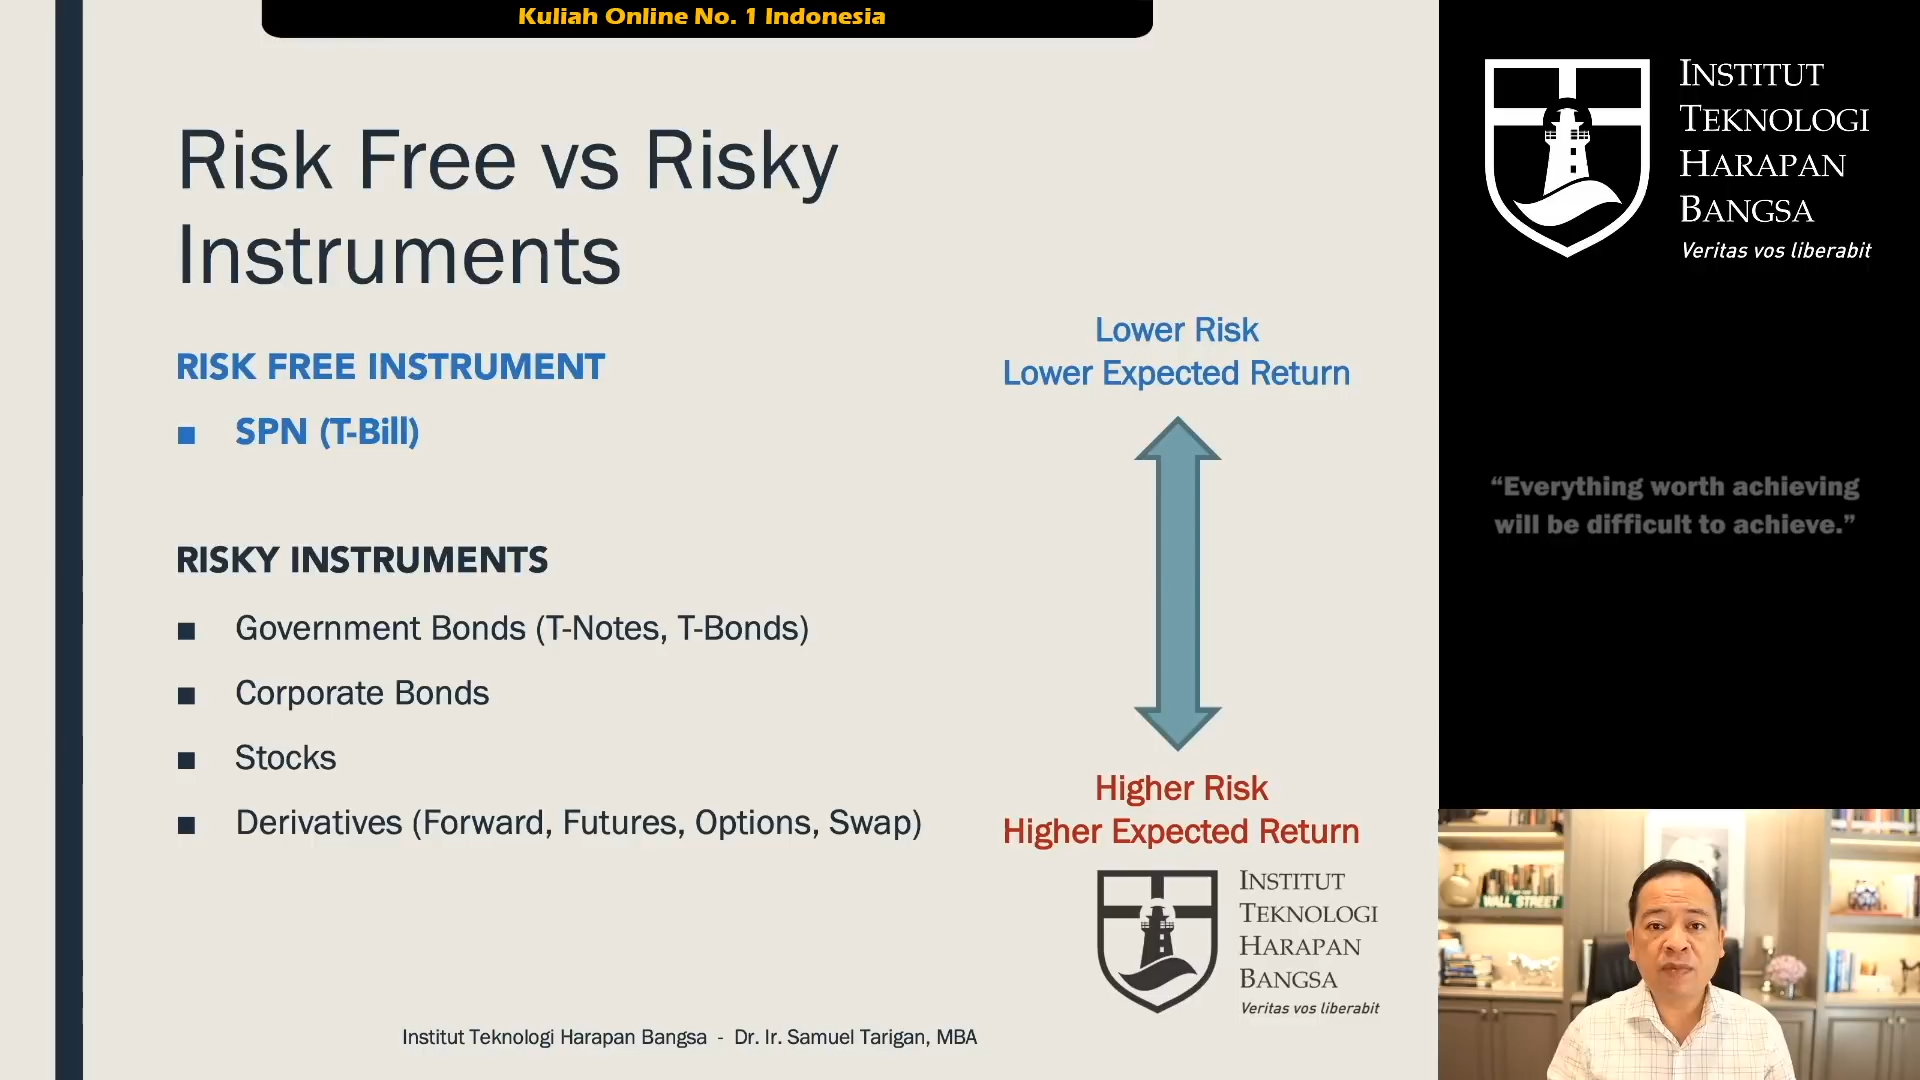 Kuliah Online No. 1 Indonesia
Risk Free vs Risky
Instruments
RISK FREE INSTRUMENT
■ SPN (T-Bill)
RISKY INSTRUMENTS
■ Government Bonds (T-Notes, T-Bonds)
■ Corporate Bonds
■ Stocks
■ Derivatives (Forward, Futures, Options, Swap)
Lower Risk
Lower Expected Return
Higher Risk
Higher Expected Return
INSTITUT
TEKNOLOGI
HARAPAN
BANGSA
Veritas vos liberabit
Institut Teknologi Harapan Bangsa - Dr. Ir. Samuel Tarigan, MBA
INSTITUT
TEKNOLOGI
HARAPAN
BANGSA
Veritas vos liberabit
“Everything worth achieving
will be difficult to achieve.”
WALL STREET